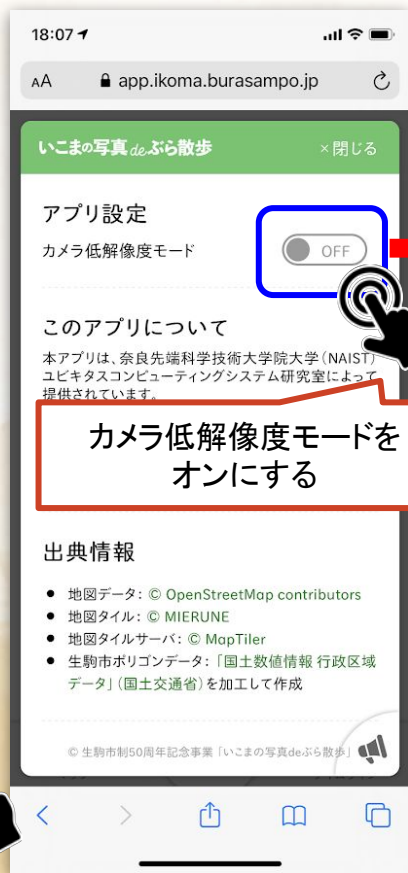 18:07
AA app.ikoma.burasampo.jp
いこまの写真deぶら散歩 ×閉じる
アプリ設定
カメラ低解像度モード OFF
このアプリについて
本アプリは、奈良先端科学技術大学院大学(NAIST)
ユビキタスコンピューティングシステム研究室によって
提供されています。
カメラ低解像度モードを
オンにする
出典情報
● 地図データ: © OpenStreetMap contributors
● 地図タイル: © MIERUNE
● 地図タイルサーバ: © MapTiler
● 生駒市ポリゴンデータ: 「国土数値情報 行政区域
データ」(国土交通省)を加工して作成
© 生駒市制50周年記念事業「いこまの写真deぶら散歩」